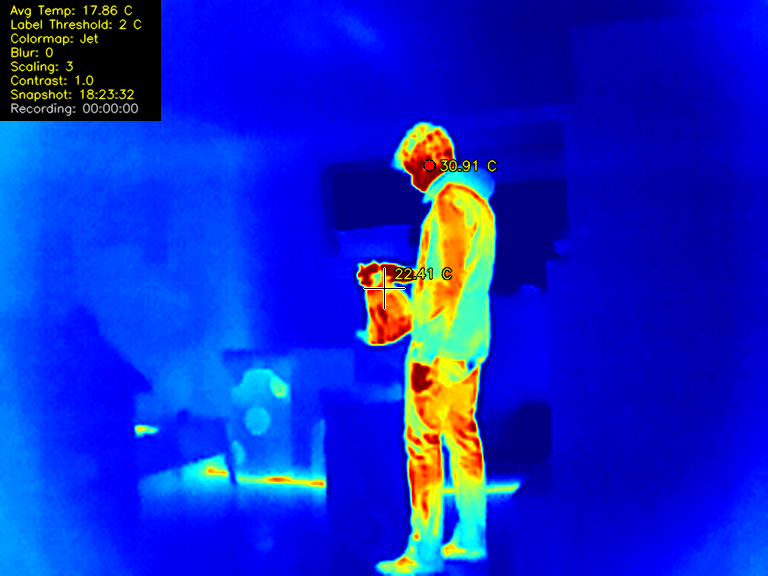 Avg Temp: 17.86 C
Label Threshold: 2 C
Colormap: Jet
Blur: 0
Scaling: 3
Contrast: 1.0
Snapshot: 18:23:32
Recording: 00:00:00
30.91 C
22.41 C